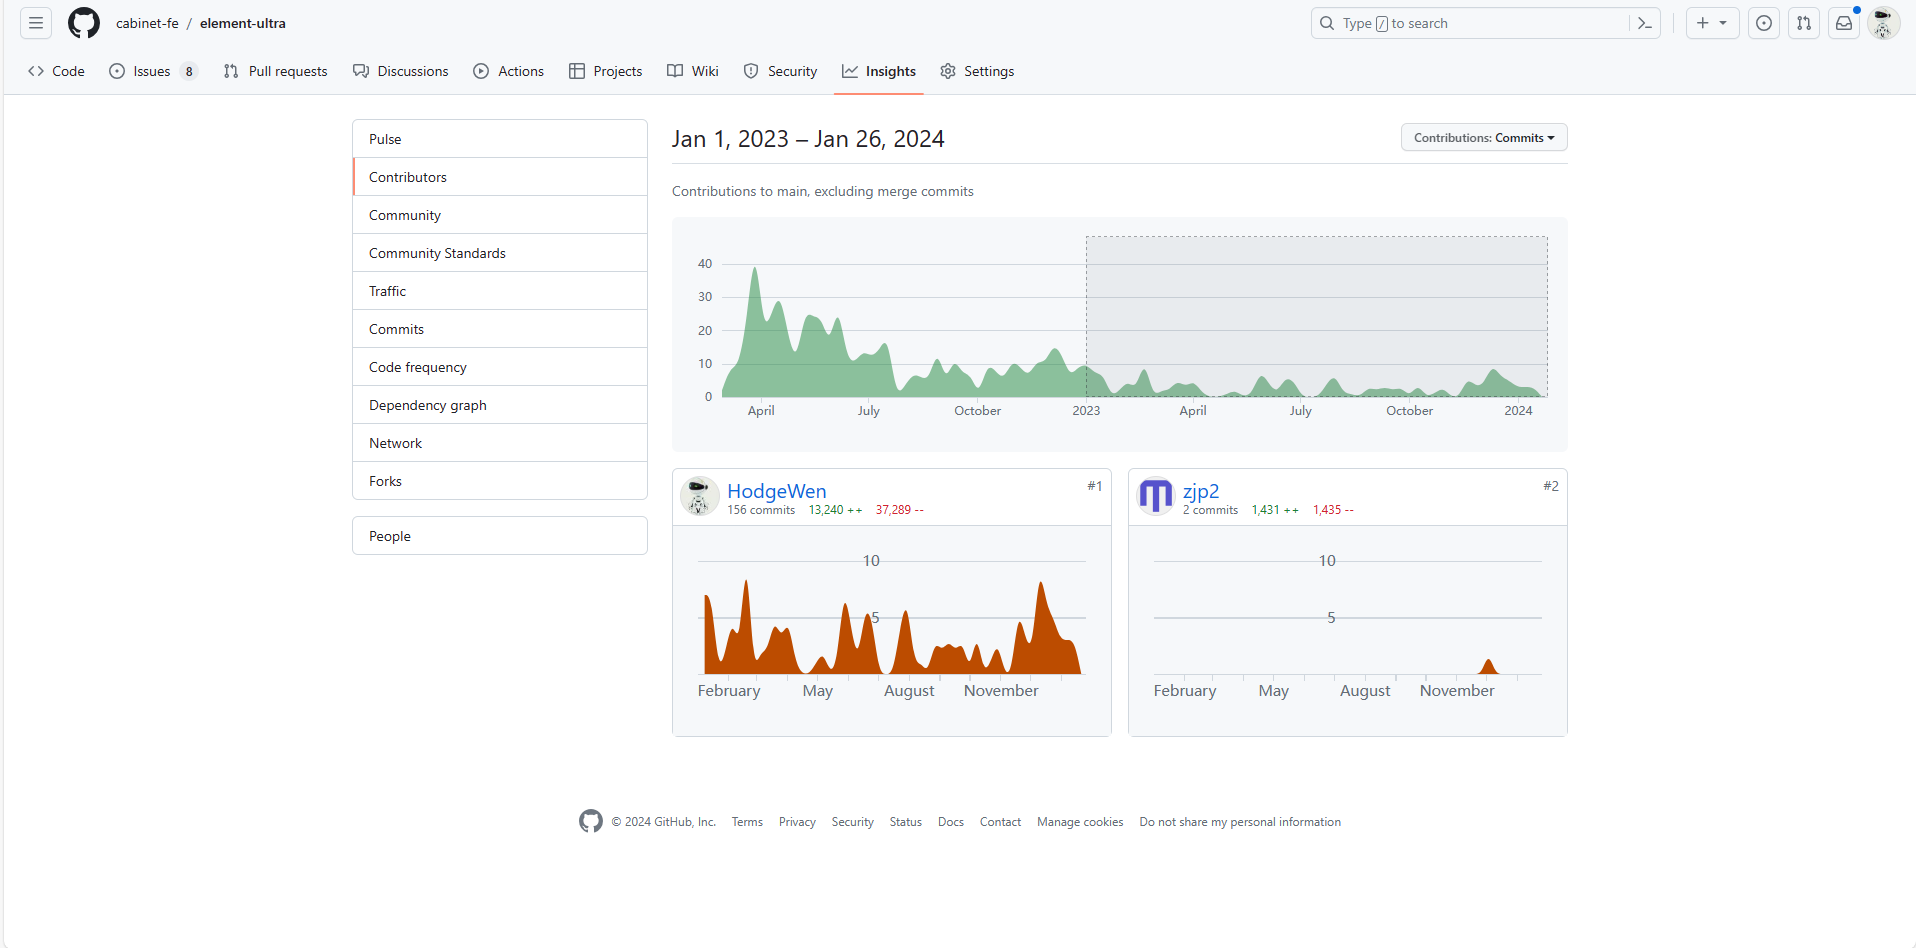 cabinet-fe / element-ultra
Type / to search
Code
Issues 8
Pull requests
Discussions
Actions
Projects
Wiki
Security
Insights
Settings
Pulse
Contributors
Community
Community Standards
Traffic
Commits
Code frequency
Dependency graph
Network
Forks
People
Jan 1, 2023 – Jan 26, 2024
Contributions: Commits
Contributions to main, excluding merge commits
40
30
20
10
0
April July October 2023 April July October 2024
HodgeWen #1
156 commits 13,240 ++ 37,289 --
10
5
February May August November
zjp2 #2
2 commits 1,431 ++ 1,435 --
10
5
February May August November
© 2024 GitHub, Inc. Terms Privacy Security Status Docs Contact Manage cookies Do not share my personal information